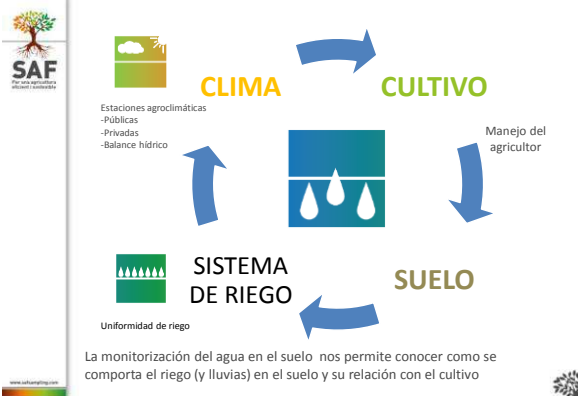 SAF
Per una agricultura
eficient i sostenible
CLIMA
CULTIVO
Estaciones agroclimáticas
-Públicas
-Privadas
-Balance hídrico
Manejo del
agricultor
SISTEMA
DE RIEGO
SUELO
Uniformidad de riego
La monitorización del agua en el suelo nos permite conocer como se
comporta el riego (y lluvias) en el suelo y su relación con el cultivo
www.safsampling.com